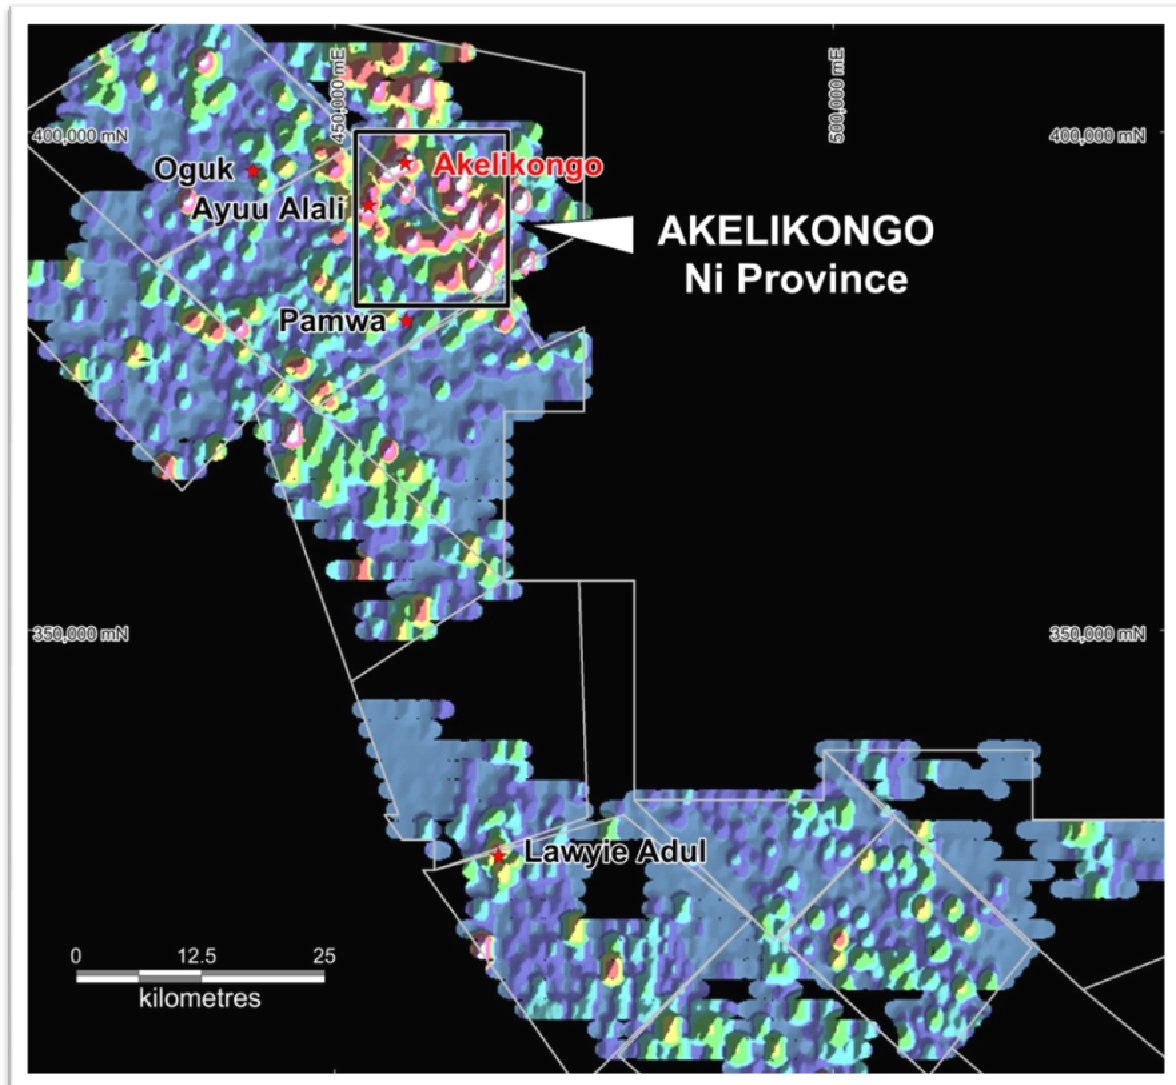 450,000 mE
500,000 mE
400,000 mN
400,000 mN
Oguk
Akelikongo
Ayuu Alali
AKELIKONGO
Ni Province
Pamwa
350,000 mN
350,000 mN
Lawyie Adul
0 12.5 25
kilometres